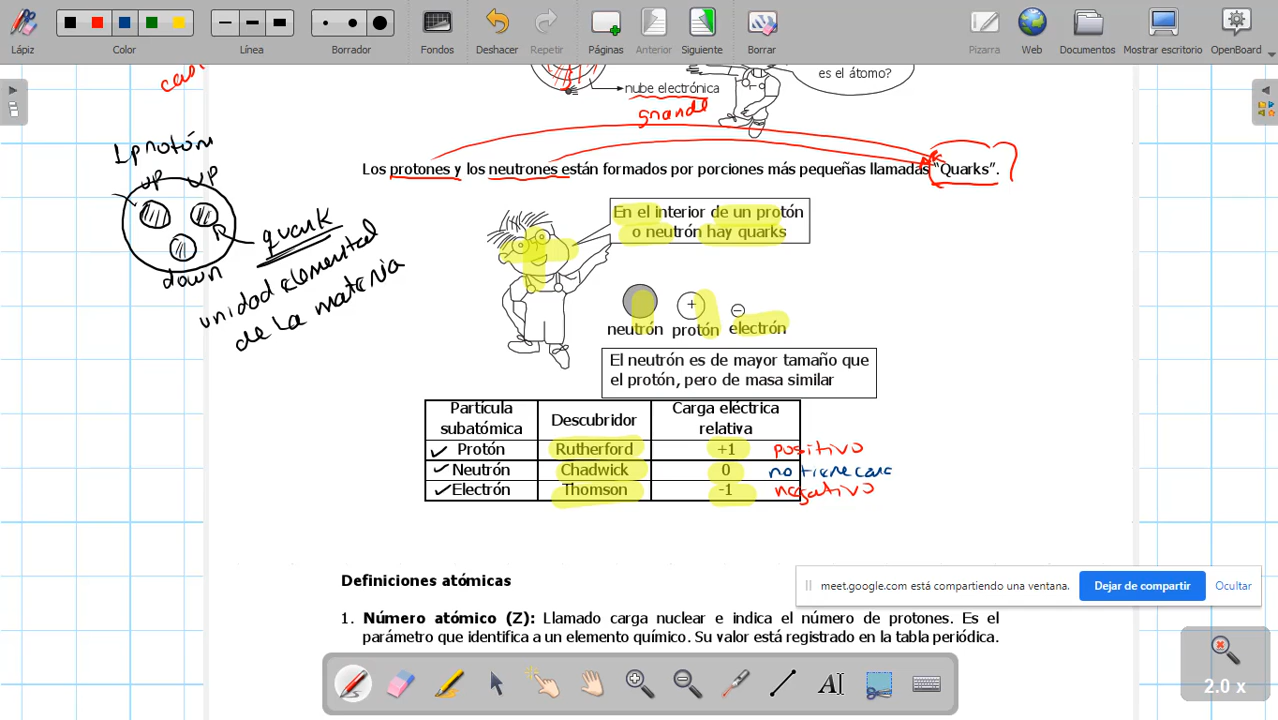 Lápiz Color Línea Borrador Fondos Deshacer Repetir Páginas Anterior Siguiente Borrar Pizarra Web Documentos Mostrar escritorio OpenBoard
es el átomo?
nube electrónica
grande
1 protón
UP UP
down
quark
unidad elemental
de la materia
Los protones y los neutrones están formados por porciones más pequeñas llamadas "Quarks". ?
En el interior de un protón
o neutrón hay quarks
+ −
neutrón protón electrón
El neutrón es de mayor tamaño que
el protón, pero de masa similar
Partícula subatómica Descubridor Carga eléctrica relativa
Protón Rutherford +1 positivo
Neutrón Chadwick 0 no tiene carg
Electrón Thomson -1 negativo
Definiciones atómicas
meet.google.com está compartiendo una ventana. Dejar de compartir Ocultar
1. Número atómico (Z): Llamado carga nuclear e indica el número de protones. Es el
parámetro que identifica a un elemento químico. Su valor está registrado en la tabla periódica.
2.0 x